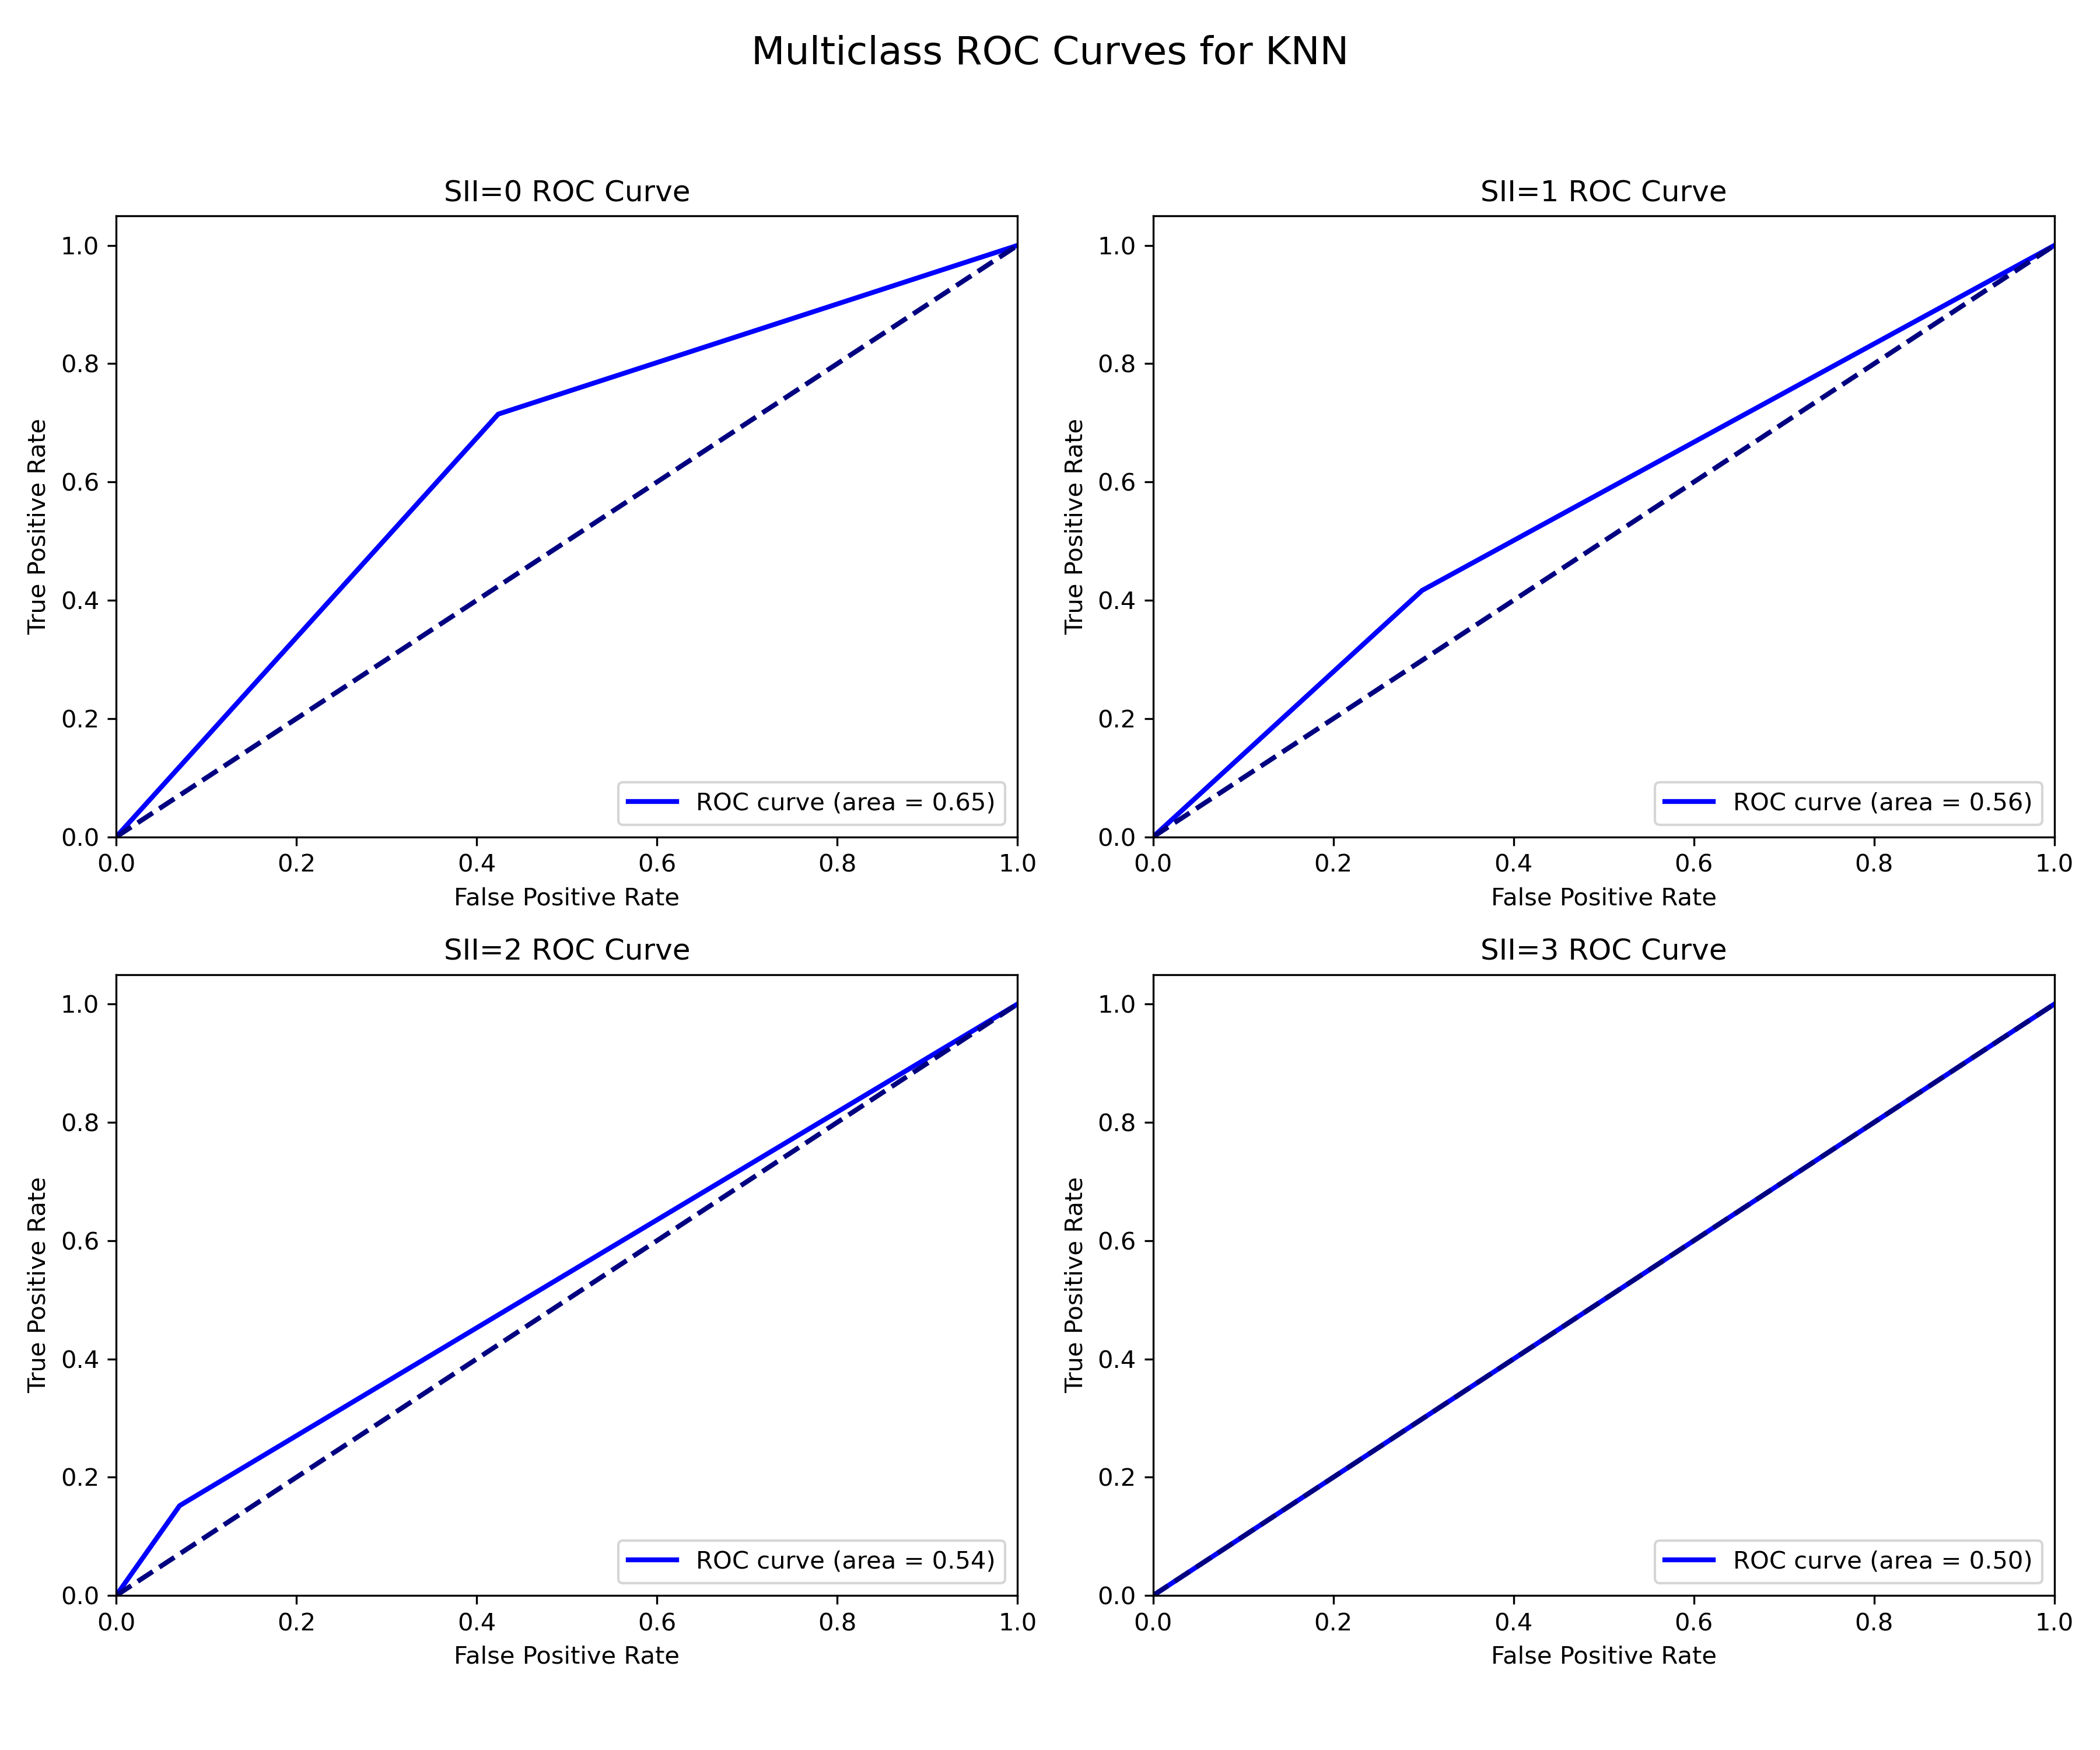 Multiclass ROC Curves for KNN
SII=0 ROC Curve
True Positive Rate
1.0
0.8
0.6
0.4
0.2
0.0
ROC curve (area = 0.65)
0.0 0.2 0.4 0.6 0.8 1.0
False Positive Rate
SII=1 ROC Curve
True Positive Rate
1.0
0.8
0.6
0.4
0.2
0.0
ROC curve (area = 0.56)
0.0 0.2 0.4 0.6 0.8 1.0
False Positive Rate
SII=2 ROC Curve
True Positive Rate
1.0
0.8
0.6
0.4
0.2
0.0
ROC curve (area = 0.54)
0.0 0.2 0.4 0.6 0.8 1.0
False Positive Rate
SII=3 ROC Curve
True Positive Rate
1.0
0.8
0.6
0.4
0.2
0.0
ROC curve (area = 0.50)
0.0 0.2 0.4 0.6 0.8 1.0
False Positive Rate